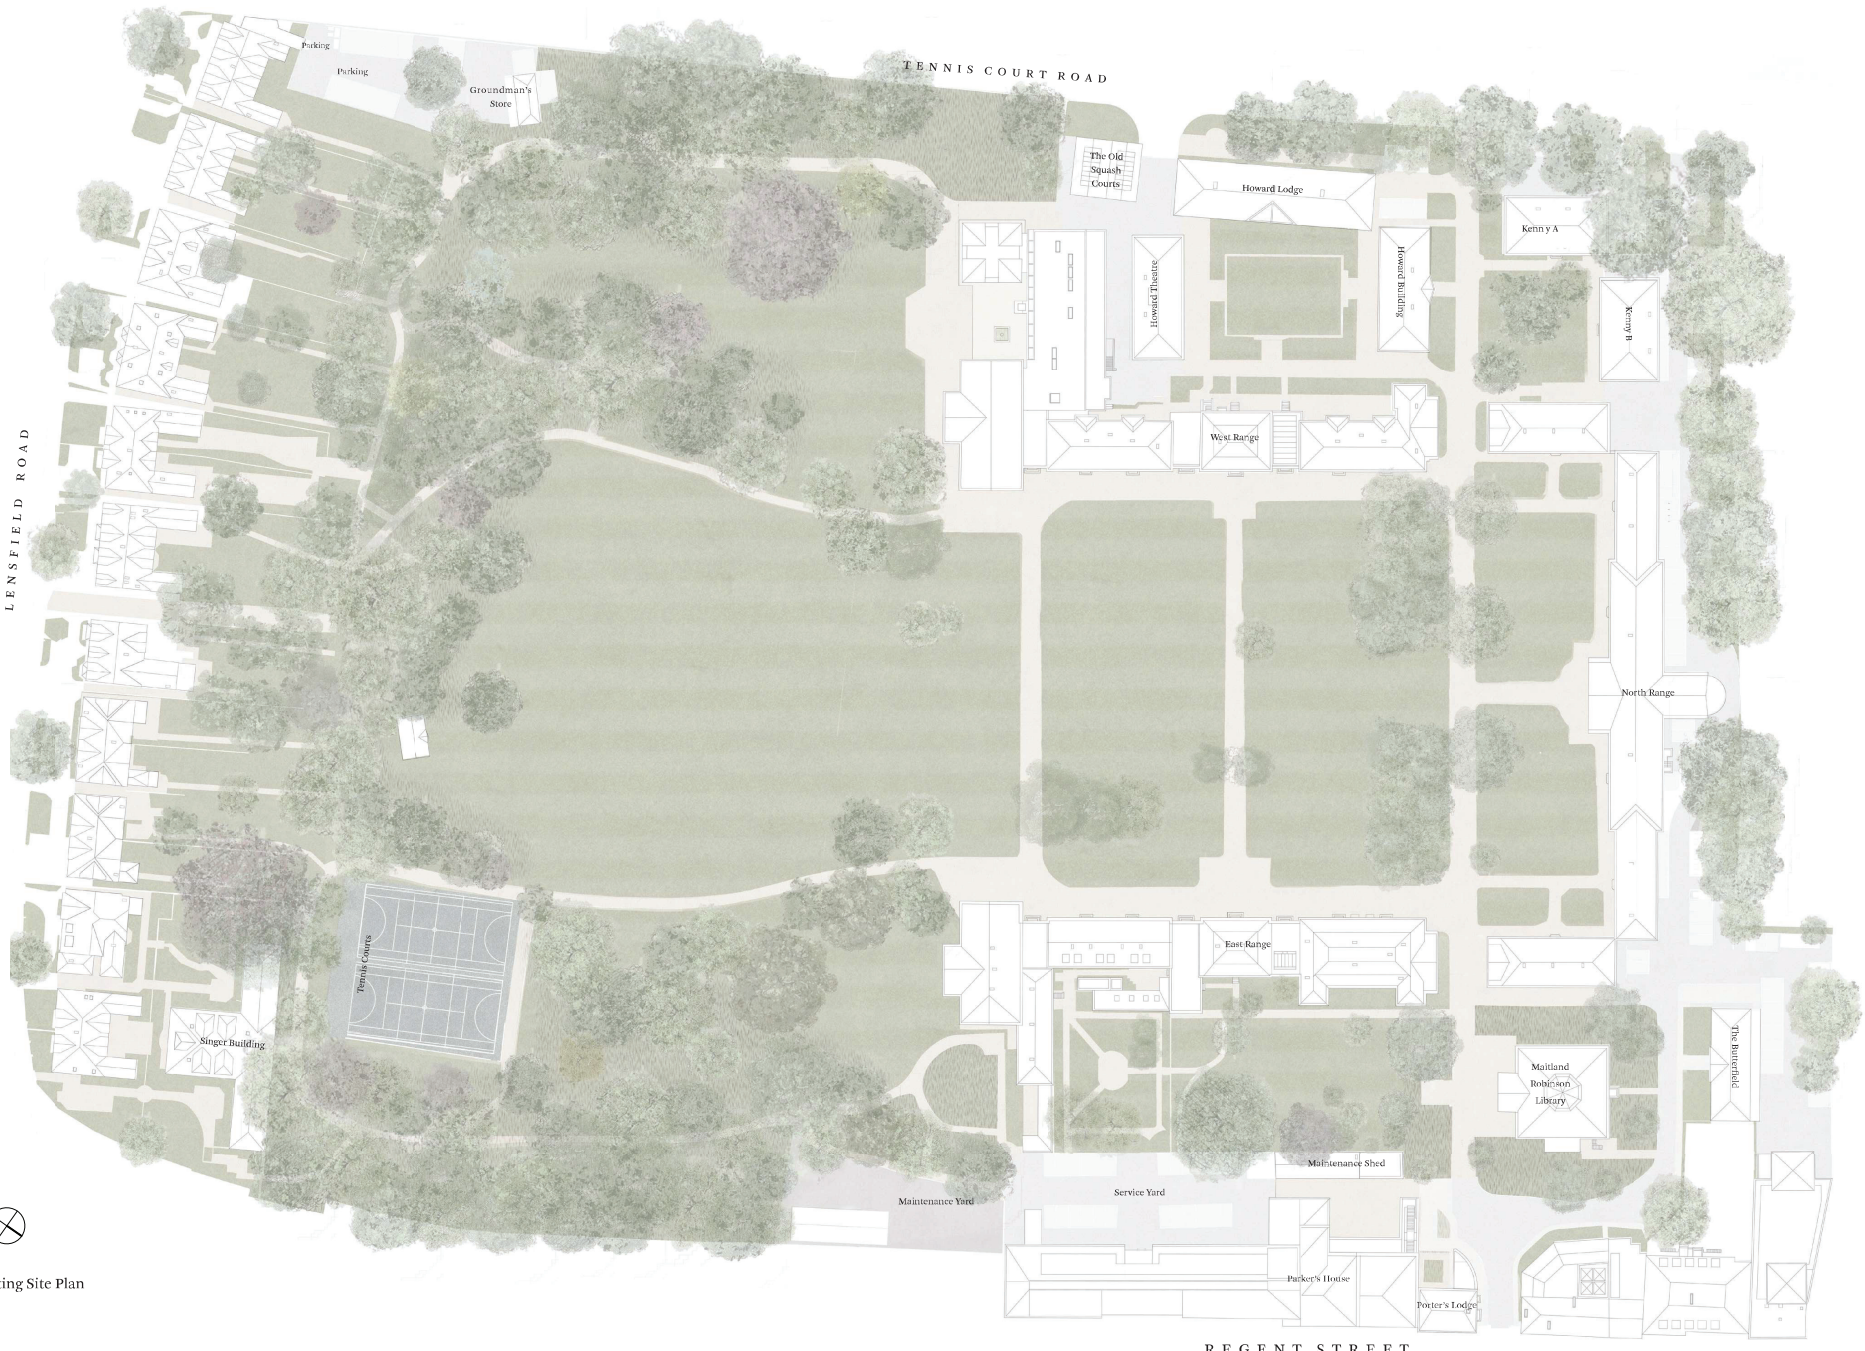 Parking
Parking
Groundman's
Store
TENNIS COURT ROAD
The Old
Squash
Courts
Howard Lodge
Kenny A
Howard Theatre
Howard Building
Kenny B
West Range
LENSFIELD ROAD
North Range
East Range
Tennis Courts
Singer Building
Maitland
Robinson
Library
The Butterfield
Maintenance Shed
Service Yard
Maintenance Yard
Parker's House
Porter's Lodge
ting Site Plan
REGENT STREET